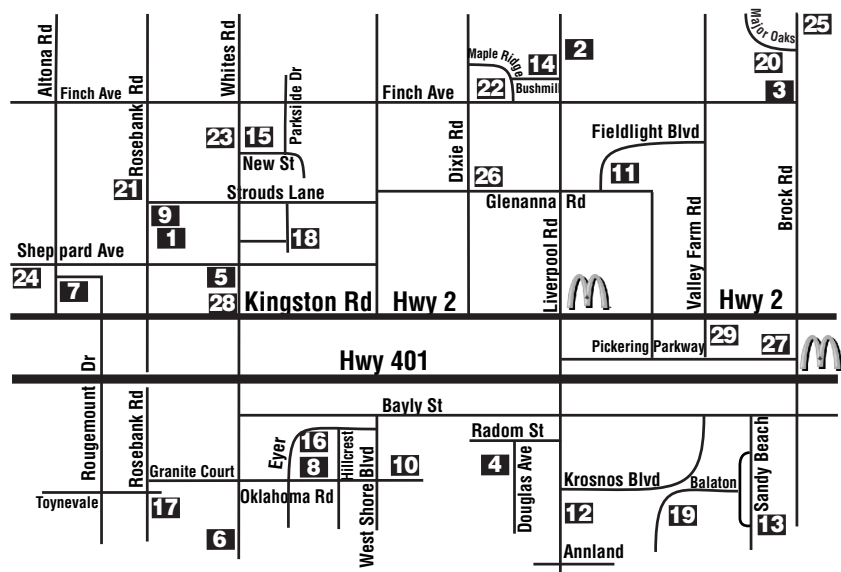 Altona Rd
Finch Ave
Rosebank Rd
Whites Rd
Parkside Dr
Finch Ave
Maple Ridge
14
2
22
Bushmill
Major Oaks
25
20
3
23
15
New St
Dixie Rd
Fieldlight Blvd
11
21
26
Strouds Lane
Glenanna Rd
Brock Rd
9
1
18
Sheppard Ave
Liverpool Rd
Valley Farm Rd
24
7
5
28
Kingston Rd
Hwy 2
Hwy 2
Pickering Parkway
29
27
Hwy 401
Rougemount Dr
Rosebank Rd
Bayly St
Eyer
16
8
Hillcrest
West Shore Blvd
10
Radom St
4
Douglas Ave
Granite Court
Oklahoma Rd
Krosnos Blvd
Balaton
Sandy Beach
Toynevale
17
6
12
19
13
Annland